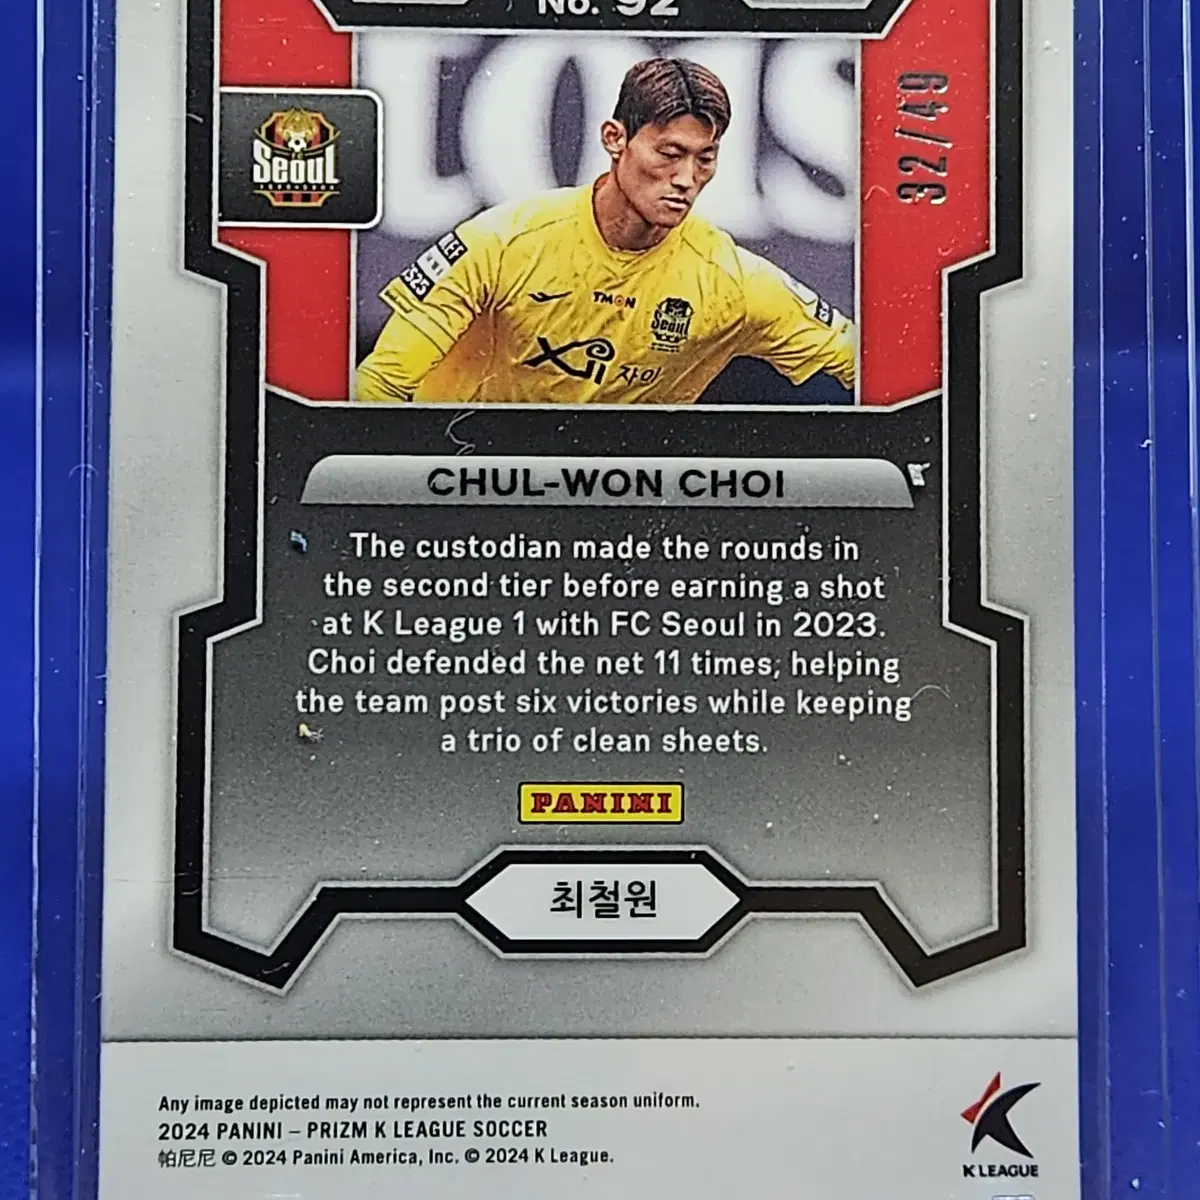 No. 92
32/49
Seoul
TMON
Seoul
GS25
Xi 자이
CHUL-WON CHOI
The custodian made the rounds in
the second tier before earning a shot
at K League 1 with FC Seoul in 2023.
Choi defended the net 11 times, helping
the team post six victories while keeping
a trio of clean sheets.
PANINI
최철원
Any image depicted may not represent the current season uniform.
2024 PANINI – PRIZM K LEAGUE SOCCER
帕尼尼 © 2024 Panini America, Inc. © 2024 K League.
K LEAGUE